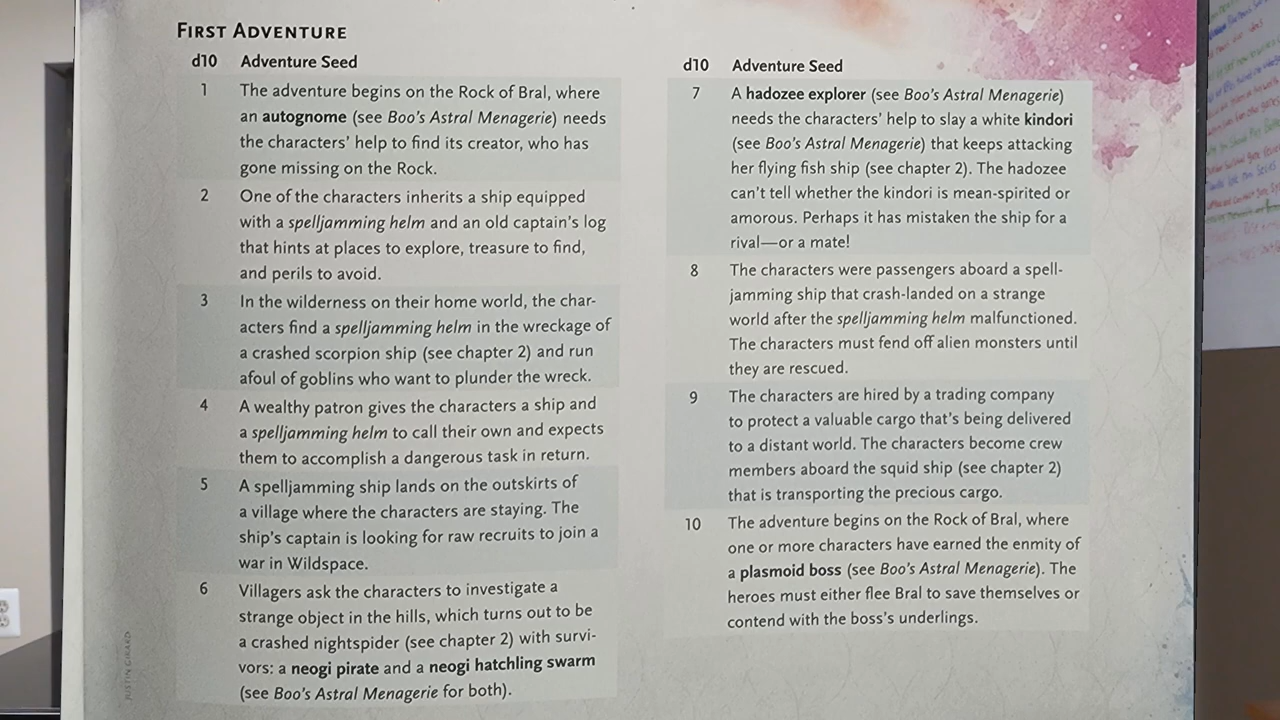 FIRST ADVENTURE
d10 Adventure Seed
1 The adventure begins on the Rock of Bral, where
an autognome (see Boo's Astral Menagerie) needs
the characters' help to find its creator, who has
gone missing on the Rock.
2 One of the characters inherits a ship equipped
with a spelljamming helm and an old captain's log
that hints at places to explore, treasure to find,
and perils to avoid.
3 In the wilderness on their home world, the char-
acters find a spelljamming helm in the wreckage of
a crashed scorpion ship (see chapter 2) and run
afoul of goblins who want to plunder the wreck.
4 A wealthy patron gives the characters a ship and
a spelljamming helm to call their own and expects
them to accomplish a dangerous task in return.
5 A spelljamming ship lands on the outskirts of
a village where the characters are staying. The
ship's captain is looking for raw recruits to join a
war in Wildspace.
6 Villagers ask the characters to investigate a
strange object in the hills, which turns out to be
a crashed nightspider (see chapter 2) with survi-
vors: a neogi pirate and a neogi hatchling swarm
(see Boo's Astral Menagerie for both).
d10 Adventure Seed
7 A hadozee explorer (see Boo's Astral Menagerie)
needs the characters' help to slay a white kindori
(see Boo's Astral Menagerie) that keeps attacking
her flying fish ship (see chapter 2). The hadozee
can't tell whether the kindori is mean-spirited or
amorous. Perhaps it has mistaken the ship for a
rival—or a mate!
8 The characters were passengers aboard a spell-
jamming ship that crash-landed on a strange
world after the spelljamming helm malfunctioned.
The characters must fend off alien monsters until
they are rescued.
9 The characters are hired by a trading company
to protect a valuable cargo that's being delivered
to a distant world. The characters become crew
members aboard the squid ship (see chapter 2)
that is transporting the precious cargo.
10 The adventure begins on the Rock of Bral, where
one or more characters have earned the enmity of
a plasmoid boss (see Boo's Astral Menagerie). The
heroes must either flee Bral to save themselves or
contend with the boss's underlings.
JUSTIN GERARD